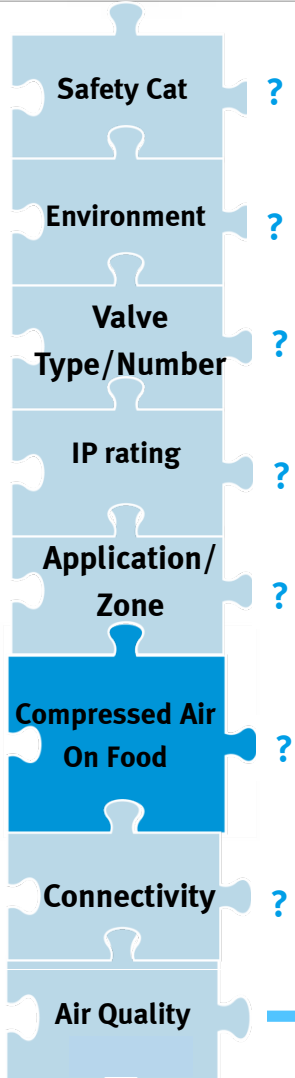 Safety Cat ?
Environment ?
Valve
Type/Number ?
IP rating ?
Application/
Zone ?
Compressed Air
On Food ?
Connectivity ?
Air Quality